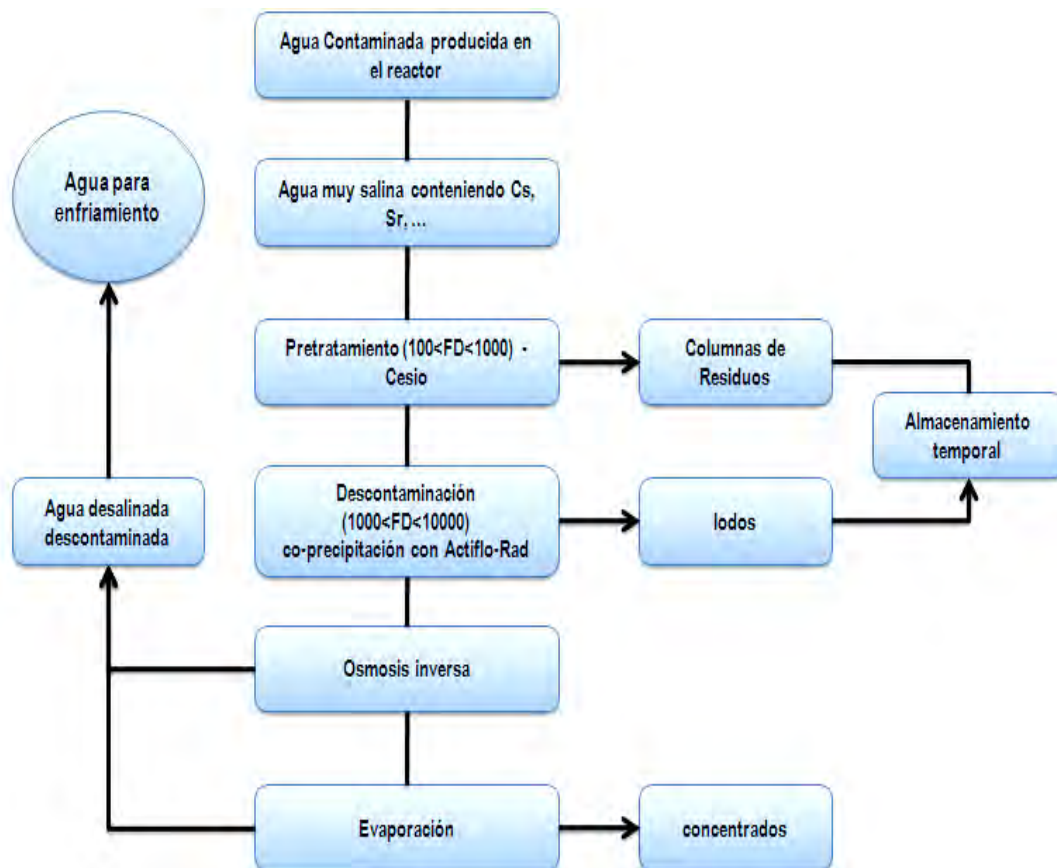 Agua Contaminada producida en
el reactor
Agua para
enfriamiento
Agua muy salina conteniendo Cs,
Sr, ...
Pretratamiento (100<FD<1000) -
Cesio
Columnas de
Residuos
Almacenamiento
temporal
Agua desalinada
descontaminada
Descontaminación
(1000<FD<10000)
co-precipitación con Actiflo-Rad
lodos
Osmosis inversa
Evaporación
concentrados